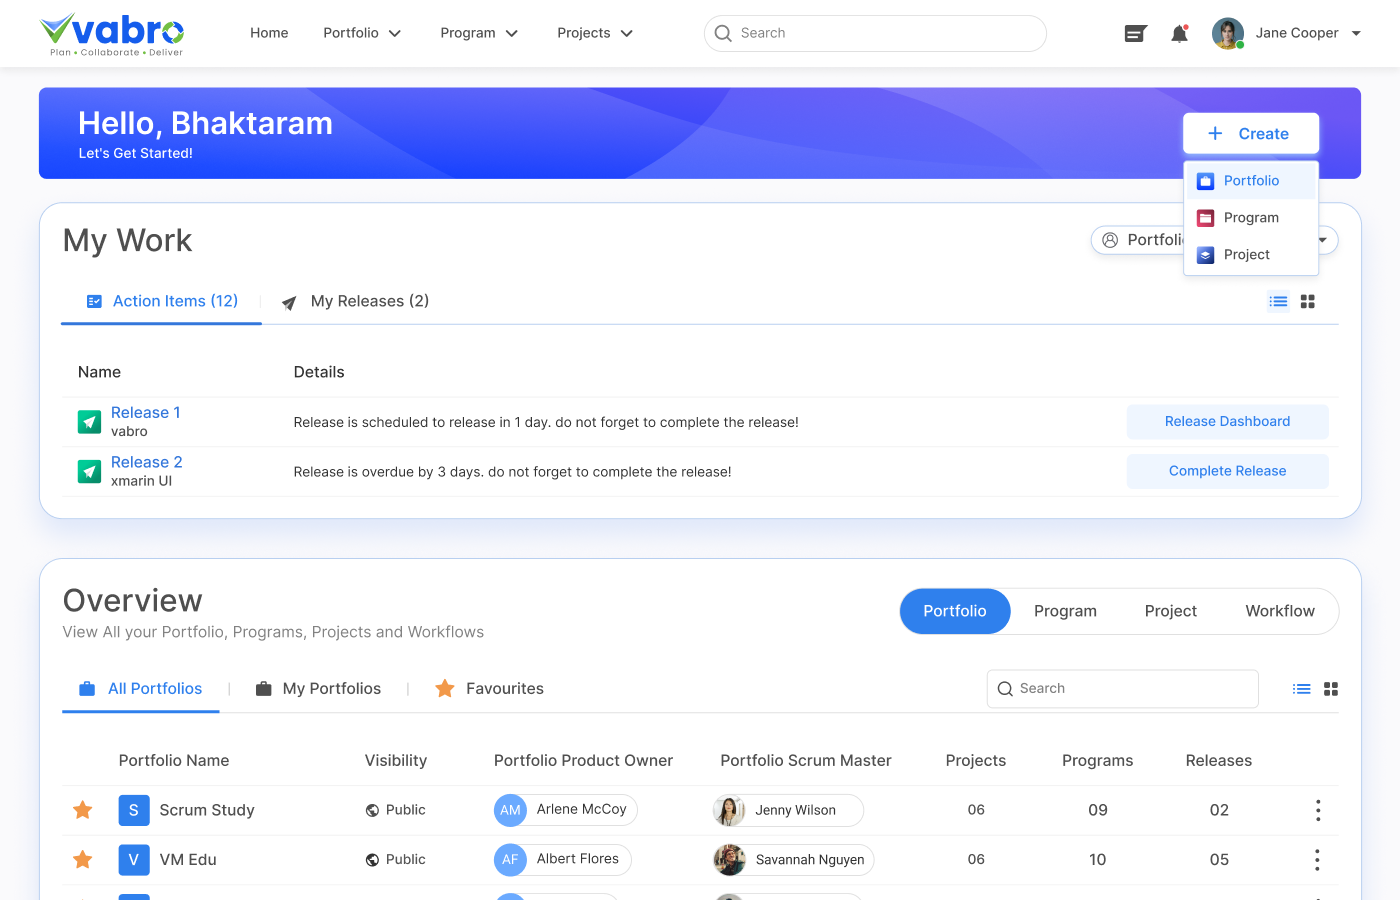 vabro
Plan • Collaborate • Deliver
Home
Portfolio
Program
Projects
Search
Jane Cooper
Hello, Bhaktaram
Let's Get Started!
Create
Portfolio
Program
Project
My Work
Portfolio
Action Items (12)
My Releases (2)
Name
Details
Release 1
vabro
Release is scheduled to release in 1 day. do not forget to complete the release!
Release Dashboard
Release 2
xmarin UI
Release is overdue by 3 days. do not forget to complete the release!
Complete Release
Overview
View All your Portfolio, Programs, Projects and Workflows
Portfolio
Program
Project
Workflow
All Portfolios
My Portfolios
Favourites
Search
Portfolio Name
Visibility
Portfolio Product Owner
Portfolio Scrum Master
Projects
Programs
Releases
S Scrum Study
Public
AM Arlene McCoy
Jenny Wilson
06
09
02
V VM Edu
Public
AF Albert Flores
Savannah Nguyen
06
10
05